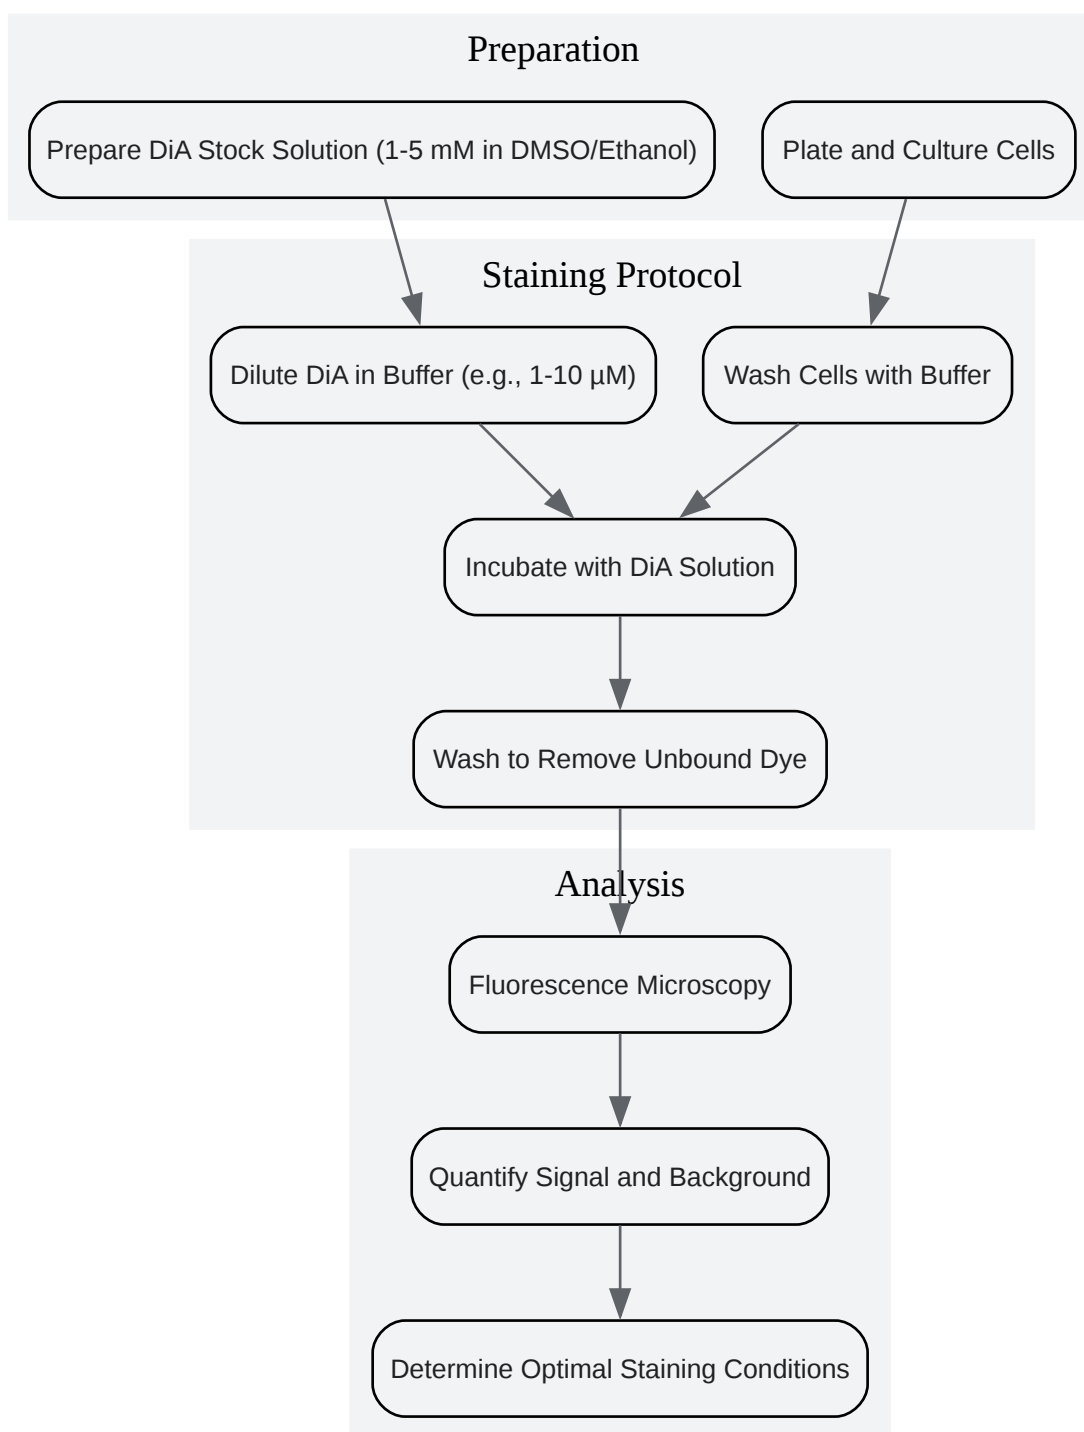 Preparation
Prepare DiA Stock Solution (1-5 mM in DMSO/Ethanol)
Plate and Culture Cells
Staining Protocol
Dilute DiA in Buffer (e.g., 1-10 µM)
Wash Cells with Buffer
Incubate with DiA Solution
Wash to Remove Unbound Dye
Analysis
Fluorescence Microscopy
Quantify Signal and Background
Determine Optimal Staining Conditions